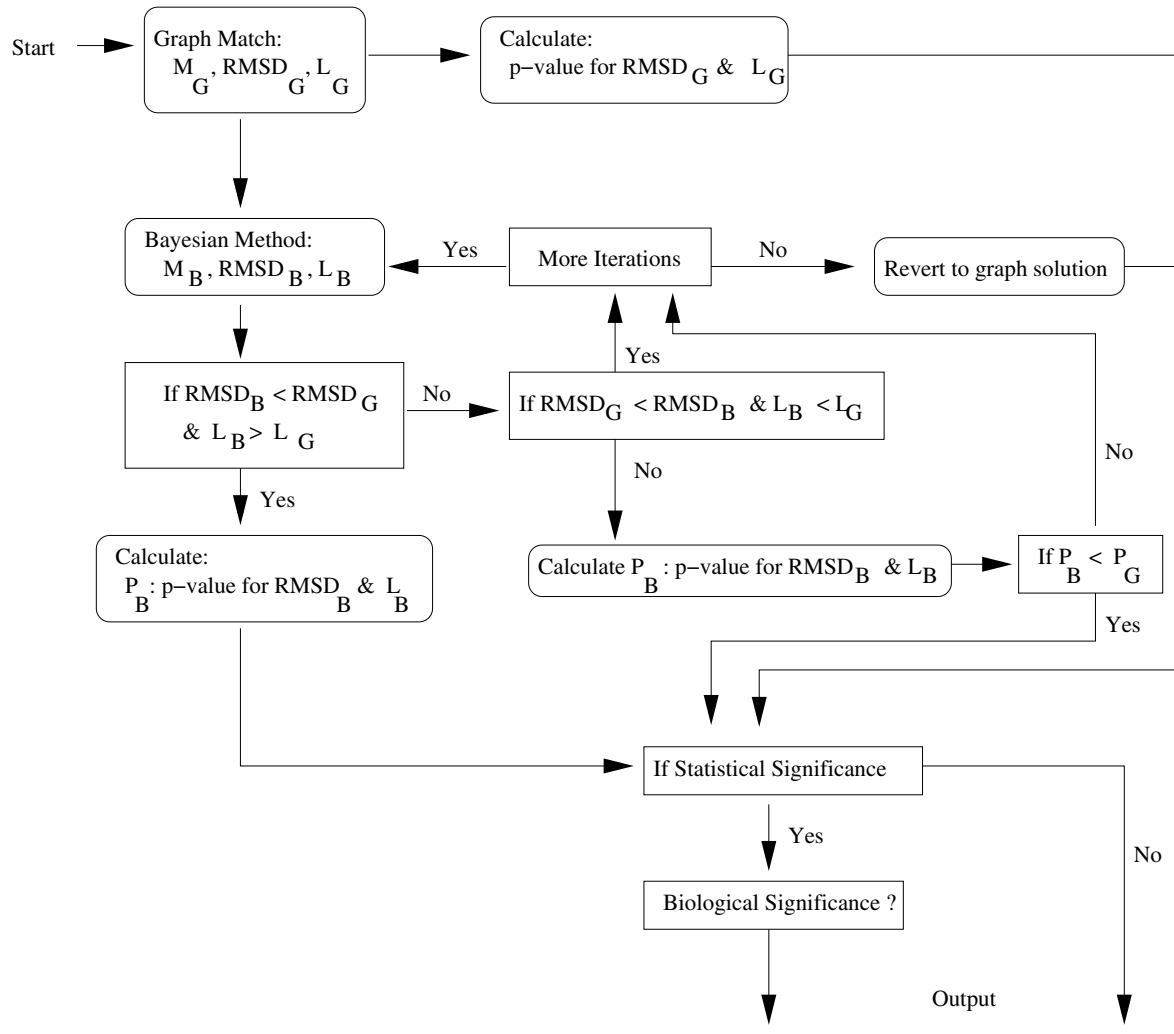 Start
Graph Match:
M_G, RMSD_G, L_G
Calculate:
p−value for RMSD_G & L_G
Bayesian Method:
M_B, RMSD_B, L_B
Yes
More Iterations
No
Revert to graph solution
Yes
If RMSD_B < RMSD_G
& L_B > L_G
No
If RMSD_G < RMSD_B & L_B < L_G
No
No
Yes
Calculate:
P_B: p−value for RMSD_B & L_B
Calculate P_B : p−value for RMSD_B & L_B
If P_B < P_G
Yes
If Statistical Significance
Yes
No
Biological Significance ?
Output